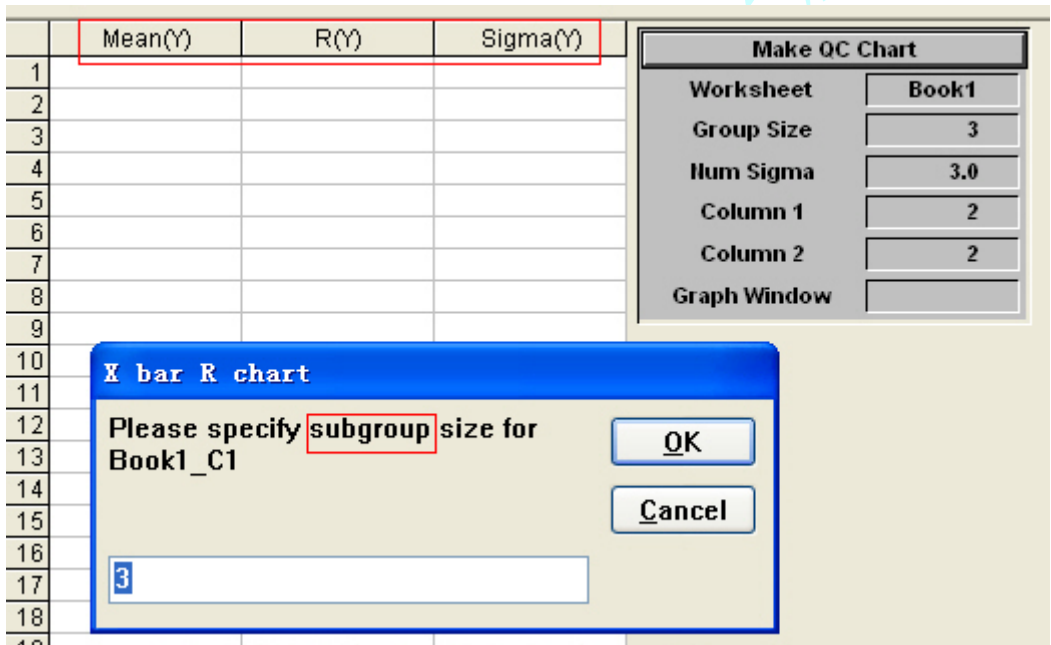 Mean(Y) R(Y) Sigma(Y)
1
2
3
4
5
6
7
8
9
10
11
12
13
14
15
16
17
18
Make QC Chart
Worksheet Book1
Group Size 3
Num Sigma 3.0
Column 1 2
Column 2 2
Graph Window
X bar R chart
Please specify subgroup size for
Book1_C1
OK
Cancel
3